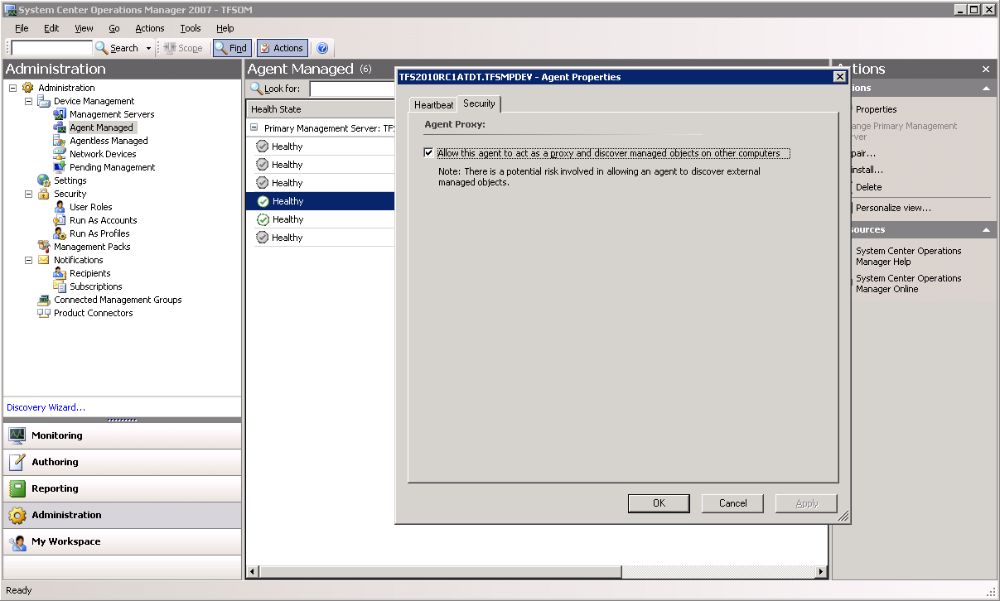 System Center Operations Manager 2007 - TFSOM
File Edit View Go Actions Tools Help
Search Scope Find Actions
Administration
Administration
Device Management
Management Servers
Agent Managed
Agentless Managed
Network Devices
Pending Management
Settings
Security
User Roles
Run As Accounts
Run As Profiles
Management Packs
Notifications
Recipients
Subscriptions
Connected Management Groups
Product Connectors
Discovery Wizard...
Monitoring
Authoring
Reporting
Administration
My Workspace
Agent Managed (6)
Look for:
Health State
Primary Management Server: TF
Healthy
Healthy
Healthy
Healthy
Healthy
Healthy
TFS2010RC1ATDT.TFSMPDEV - Agent Properties
Heartbeat Security
Agent Proxy:
Allow this agent to act as a proxy and discover managed objects on other computers
Note: There is a potential risk involved in allowing an agent to discover external
managed objects.
OK Cancel Apply
tions
ions
Properties
ange Primary Management
rver
pair...
install...
Delete
Personalize view...
sources
System Center Operations
Manager Help
System Center Operations
Manager Online
Ready